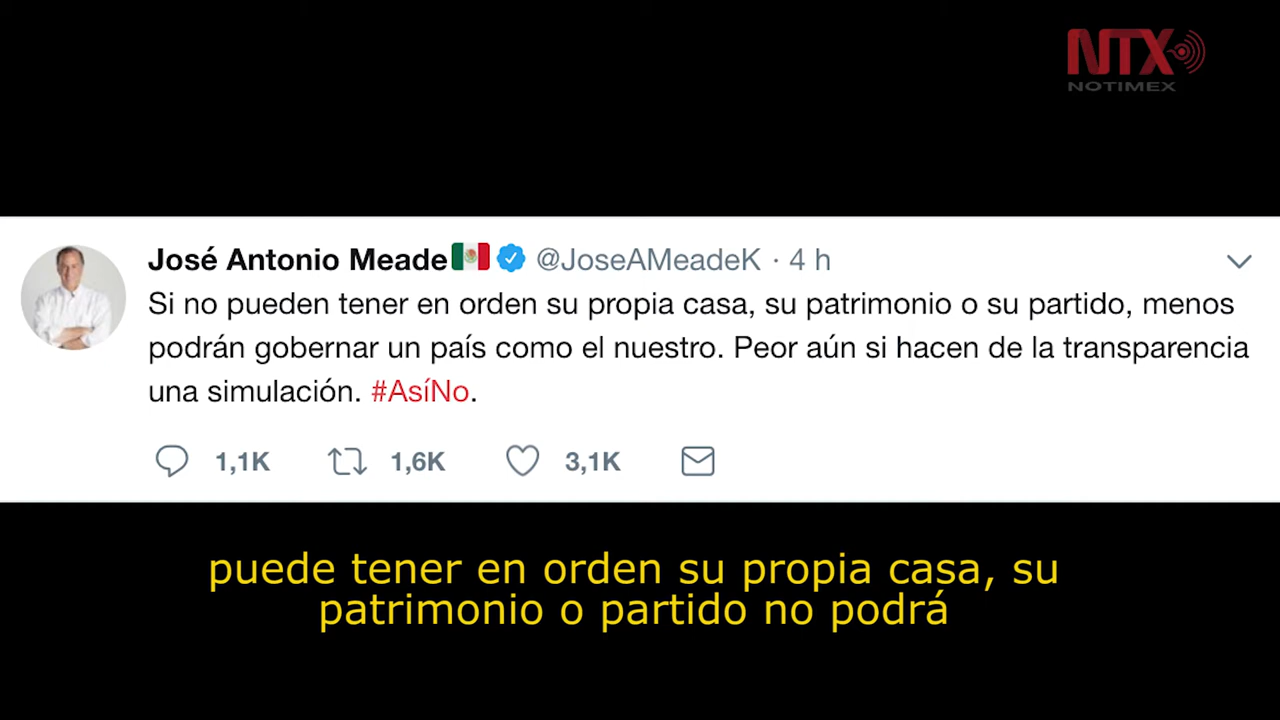 NTX
NOTIMEX
José Antonio Meade @JoseAMeadeK · 4 h
Si no pueden tener en orden su propia casa, su patrimonio o su partido, menos
podrán gobernar un país como el nuestro. Peor aún si hacen de la transparencia
una simulación. #AsíNo.
1,1K 1,6K 3,1K
puede tener en orden su propia casa, su
patrimonio o partido no podrá